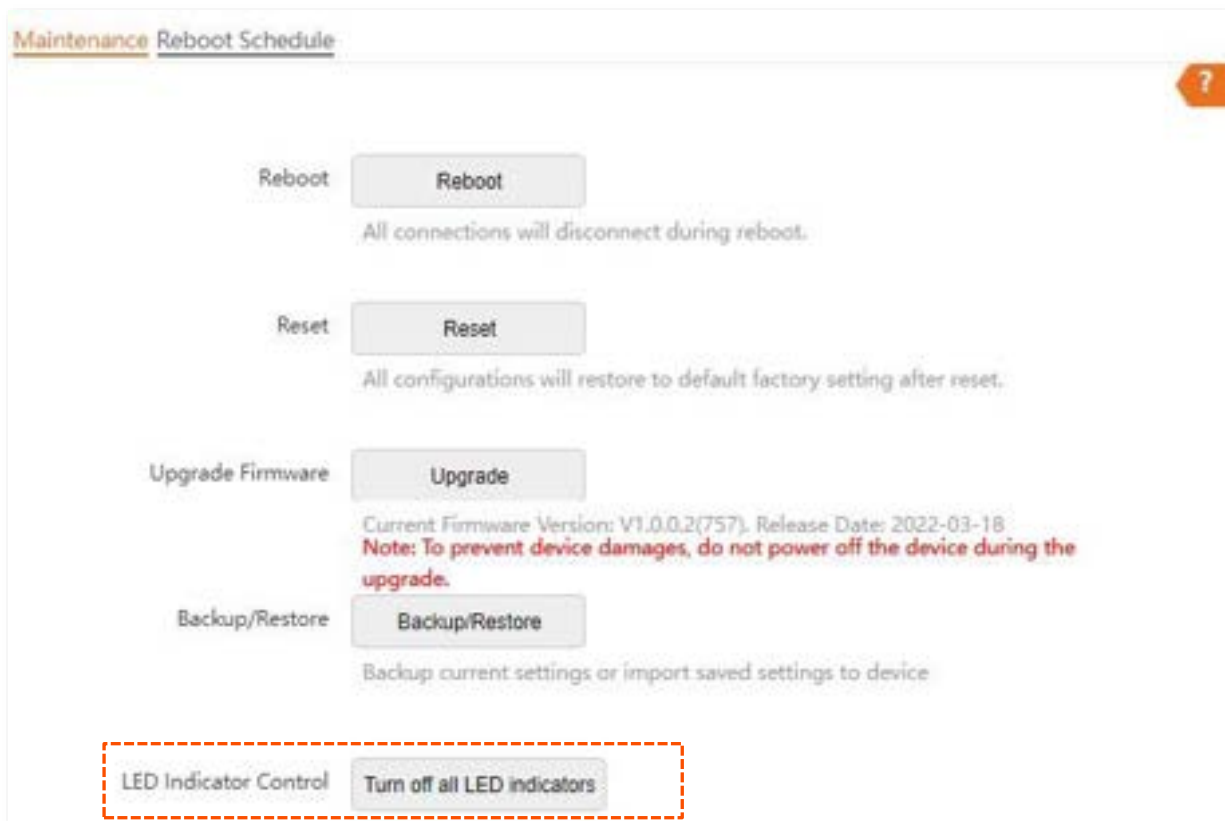 Maintenance Reboot Schedule
?
Reboot Reboot
All connections will disconnect during reboot.
Reset Reset
All configurations will restore to default factory setting after reset.
Upgrade Firmware Upgrade
Current Firmware Version: V1.0.0.2(757). Release Date: 2022-03-18
Note: To prevent device damages, do not power off the device during the
upgrade.
Backup/Restore Backup/Restore
Backup current settings or import saved settings to device
LED Indicator Control Turn off all LED indicators